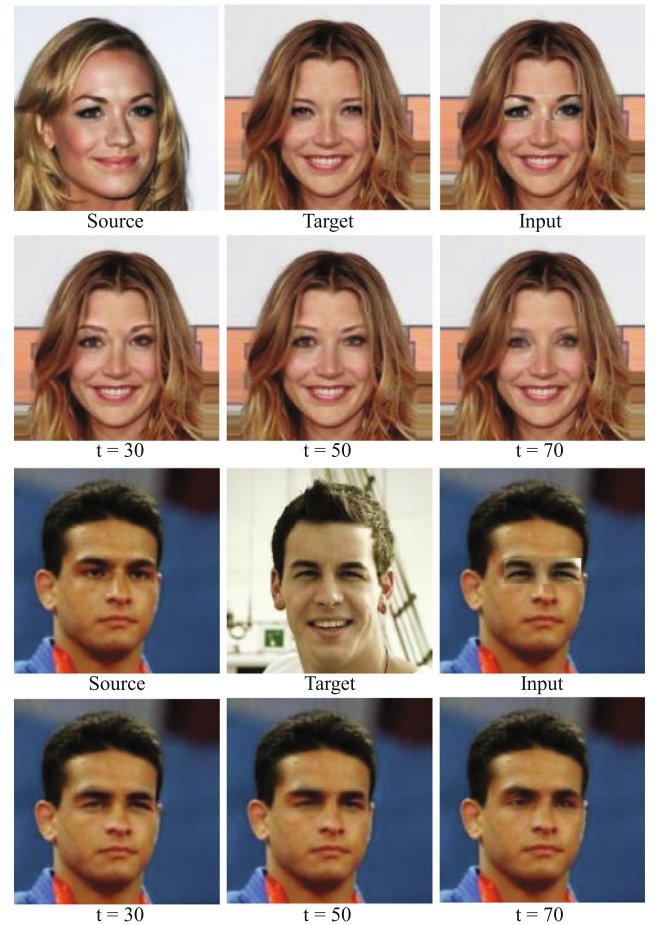 Source Target Input
t = 30 t = 50 t = 70
Source Target Input
t = 30 t = 50 t = 70